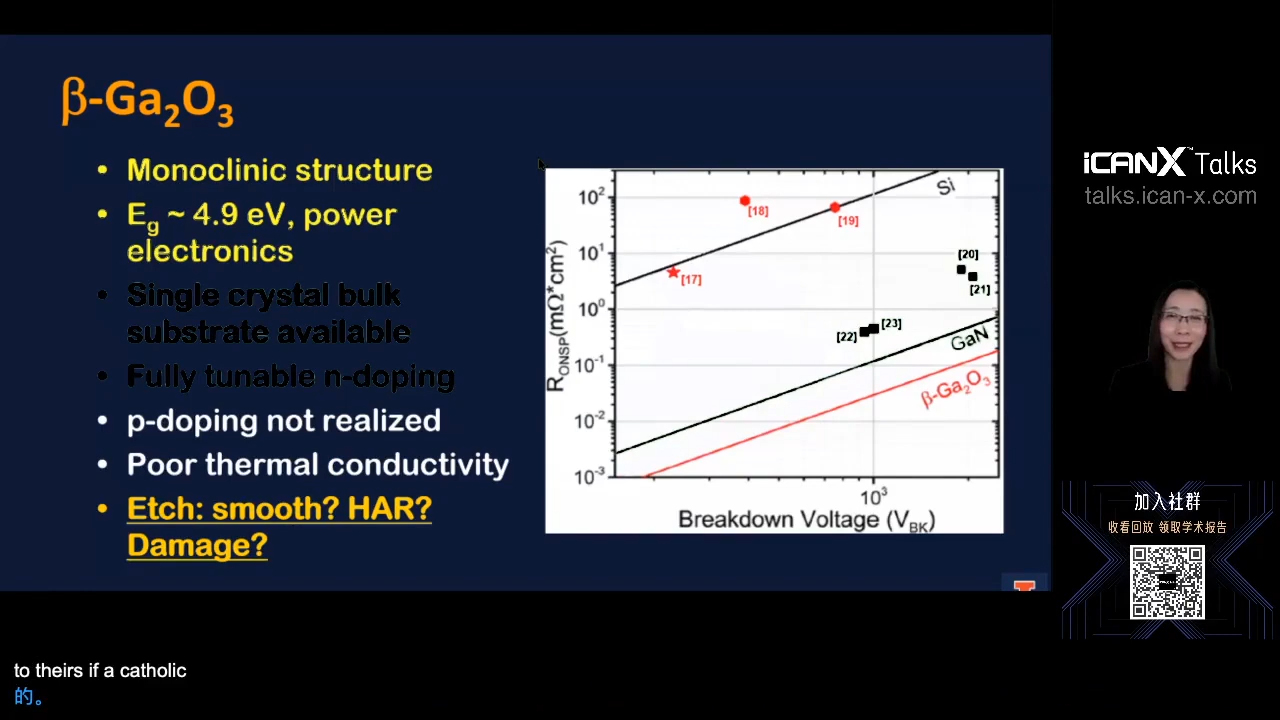 β-Ga₂O₃
• Monoclinic structure
• Eg ~ 4.9 eV, power
electronics
• Single crystal bulk
substrate available
• Fully tunable n-doping
• p-doping not realized
• Poor thermal conductivity
• Etch: smooth? HAR?
Damage?
R_ONSP(mΩ*cm²)
10²
10¹
10⁰
10⁻¹
10⁻²
10⁻³
Si
[18]
[19]
[17]
[20]
[21]
[22]
[23]
GaN
β-Ga₂O₃
10³
Breakdown Voltage (V_BK)
iCANX™ Talks
talks.ican-x.com
加入社群
收看回放 领取学术报告
to theirs if a catholic
的。